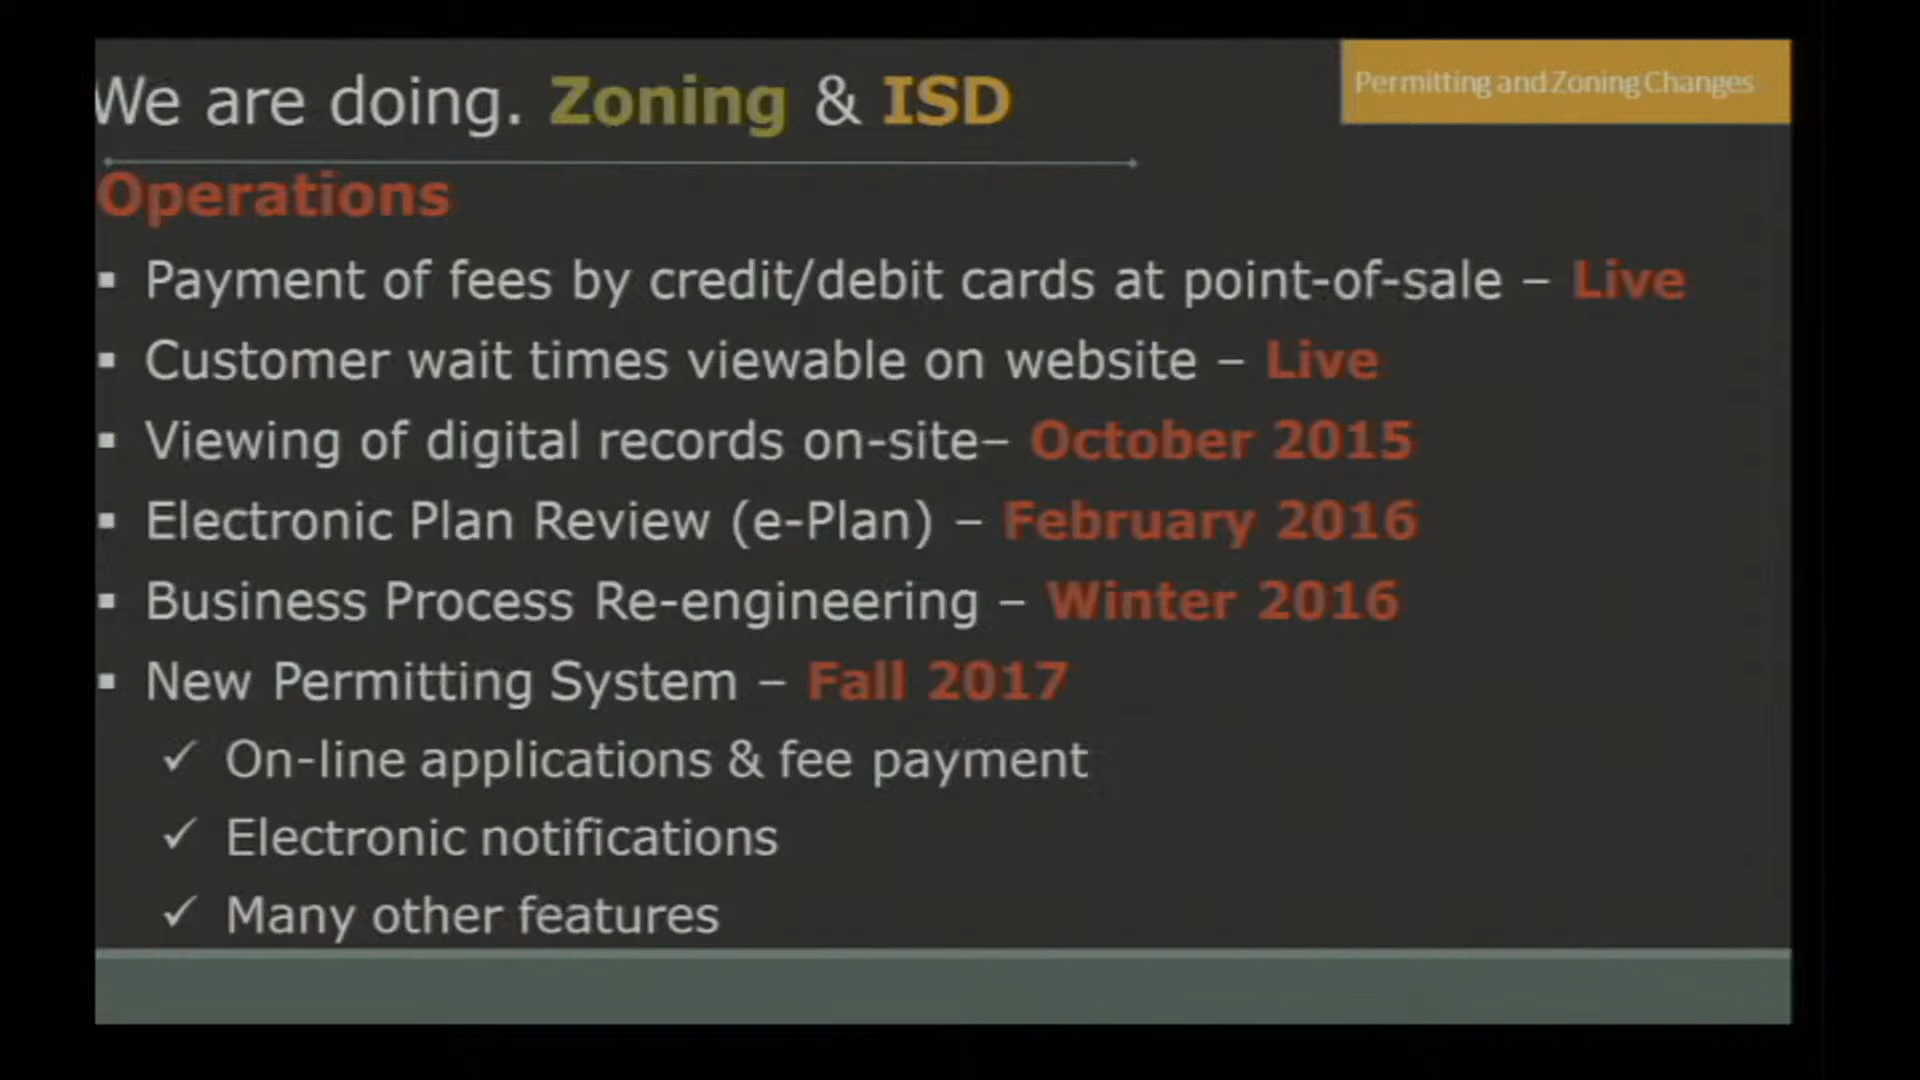 We are doing. Zoning & ISD
Permitting and Zoning Changes
Operations
▪ Payment of fees by credit/debit cards at point-of-sale – Live
▪ Customer wait times viewable on website – Live
▪ Viewing of digital records on-site– October 2015
▪ Electronic Plan Review (e-Plan) – February 2016
▪ Business Process Re-engineering – Winter 2016
▪ New Permitting System – Fall 2017
✓ On-line applications & fee payment
✓ Electronic notifications
✓ Many other features